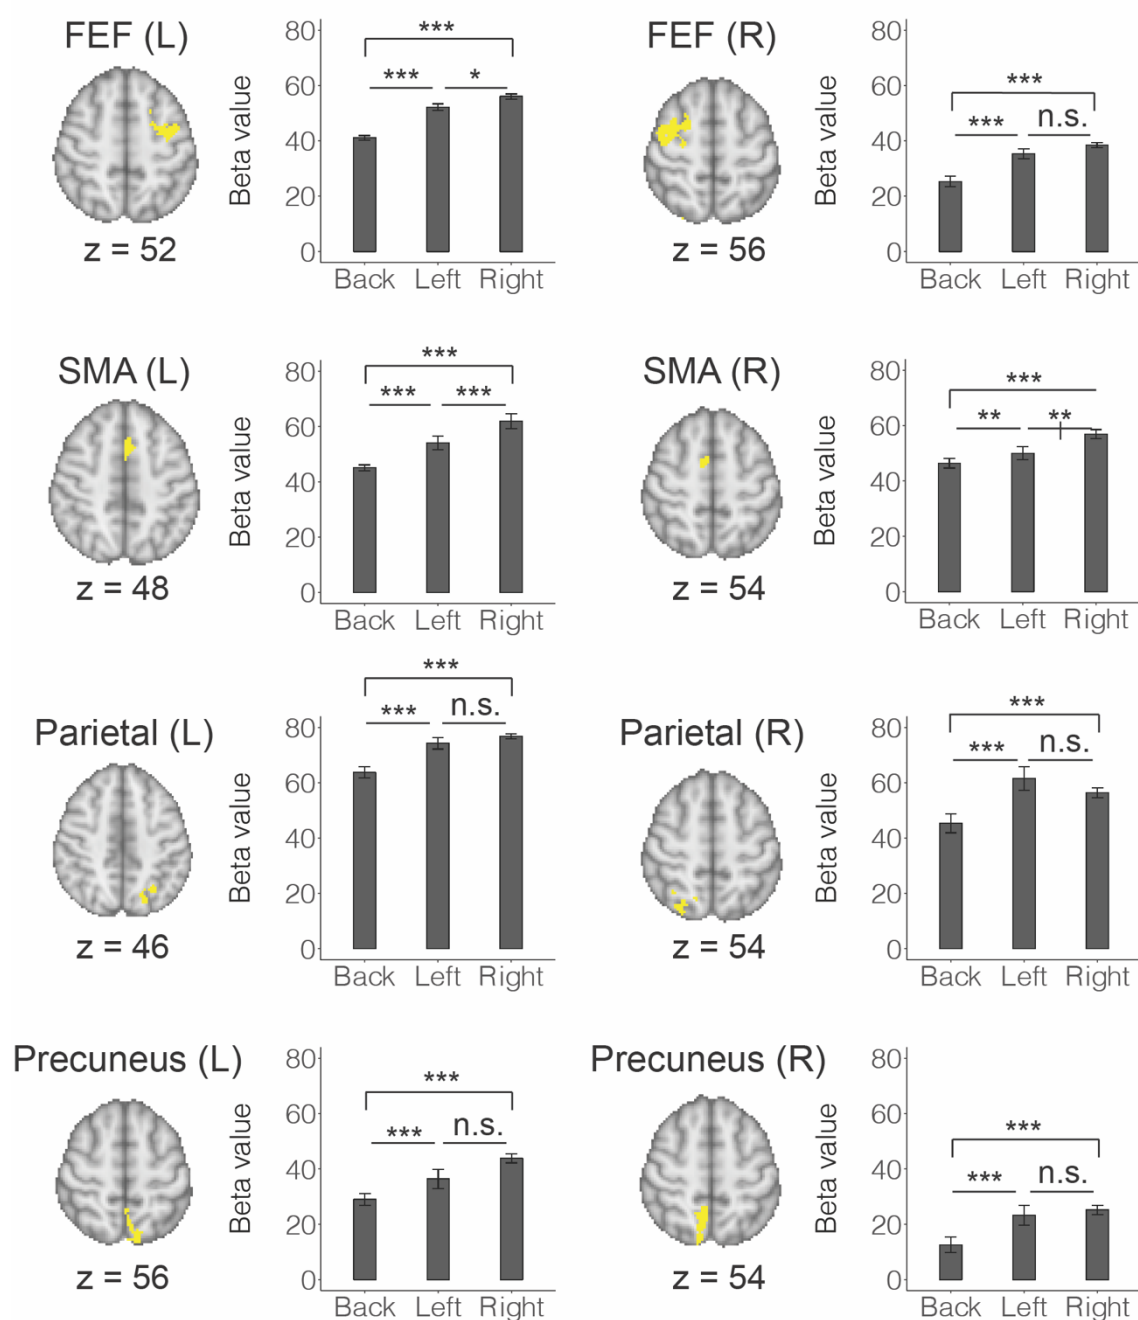 FEF (L)
z = 52
Beta value
80
60
40
20
0
***
*** *
Back Left Right
FEF (R)
z = 56
Beta value
80
60
40
20
0
***
*** n.s.
Back Left Right
SMA (L)
z = 48
Beta value
80
60
40
20
0
***
*** ***
Back Left Right
SMA (R)
z = 54
Beta value
80
60
40
20
0
***
** **
Back Left Right
Parietal (L)
z = 46
Beta value
80
60
40
20
0
***
*** n.s.
Back Left Right
Parietal (R)
z = 54
Beta value
80
60
40
20
0
***
*** n.s.
Back Left Right
Precuneus (L)
z = 56
Beta value
80
60
40
20
0
***
*** n.s.
Back Left Right
Precuneus (R)
z = 54
Beta value
80
60
40
20
0
***
*** n.s.
Back Left Right